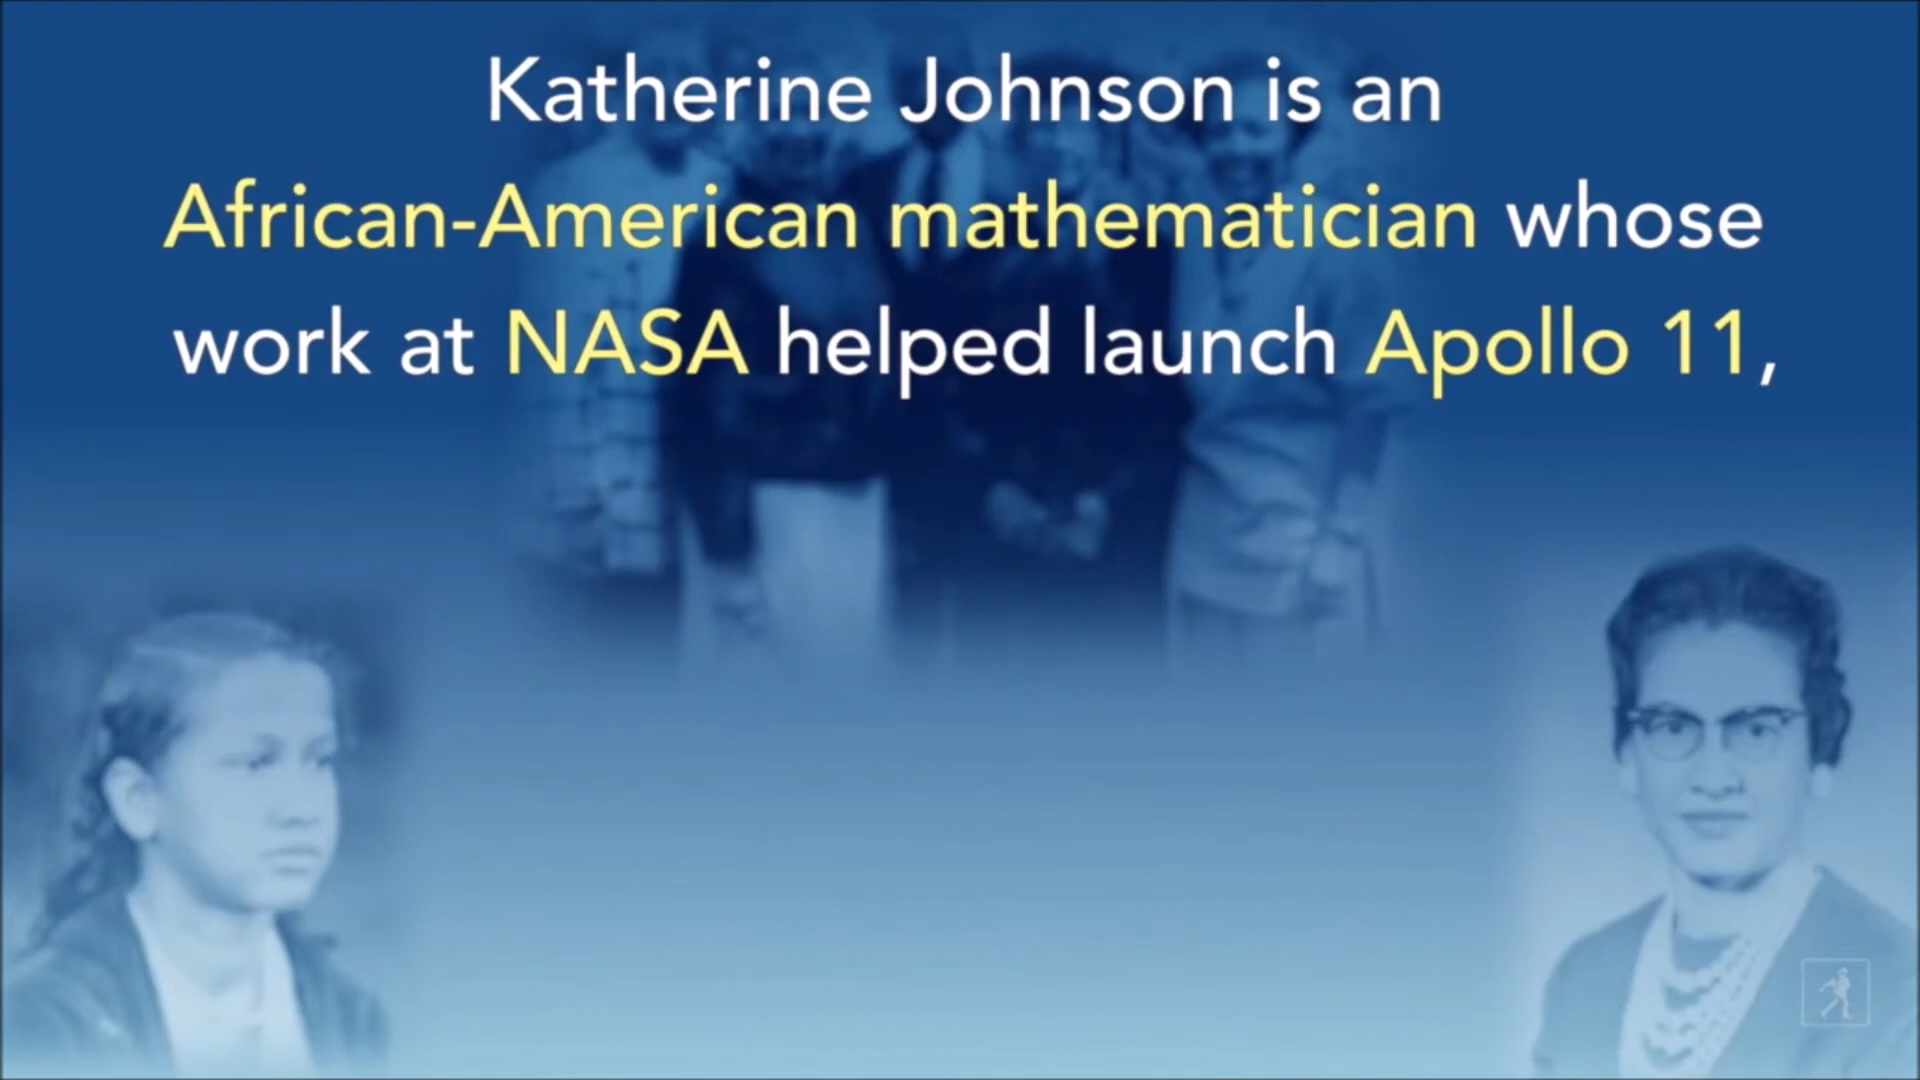 Katherine Johnson is an
African-American mathematician whose
work at NASA helped launch Apollo 11,